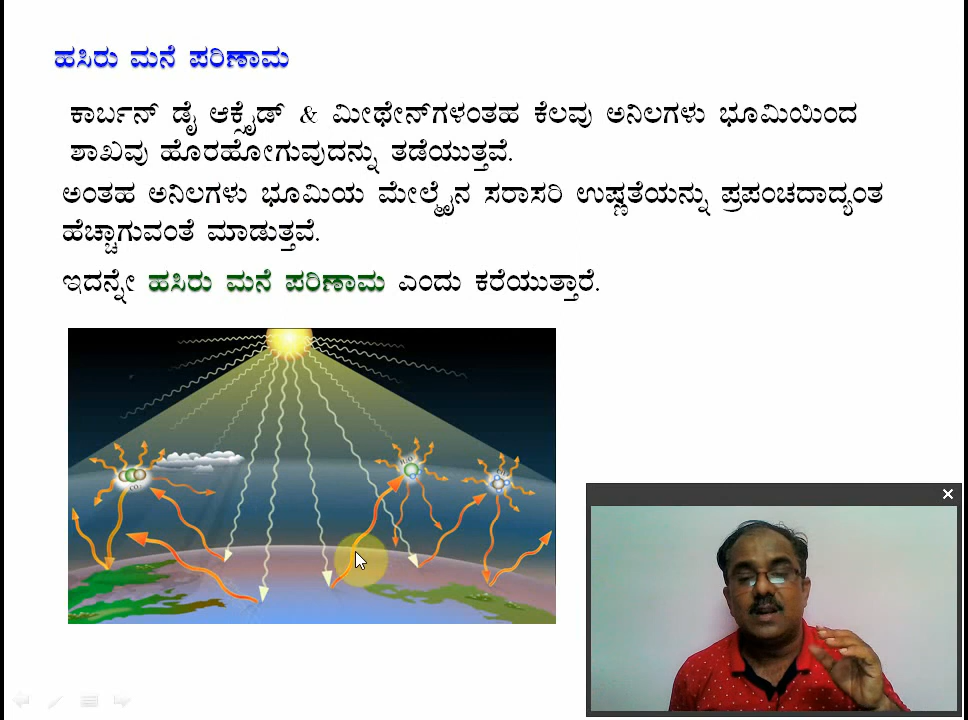 ಹಸಿರು ಮನೆ ಪರಿಣಾಮ
ಕಾರ್ಬನ್ ಡೈ ಆಕ್ಸೈಡ್ & ಮೀಥೇನ್‌ಗಳಂತಹ ಕೆಲವು ಅನಿಲಗಳು ಭೂಮಿಯಿಂದ
ಶಾಖವು ಹೊರಹೋಗುವುದನ್ನು ತಡೆಯುತ್ತವೆ.
ಅಂತಹ ಅನಿಲಗಳು ಭೂಮಿಯ ಮೇಲ್ಮೈನ ಸರಾಸರಿ ಉಷ್ಣತೆಯನ್ನು ಪ್ರಪಂಚದಾದ್ಯಂತ
ಹೆಚ್ಚಾಗುವಂತೆ ಮಾಡುತ್ತವೆ.
ಇದನ್ನೇ ಹಸಿರು ಮನೆ ಪರಿಣಾಮ ಎಂದು ಕರೆಯುತ್ತಾರೆ.